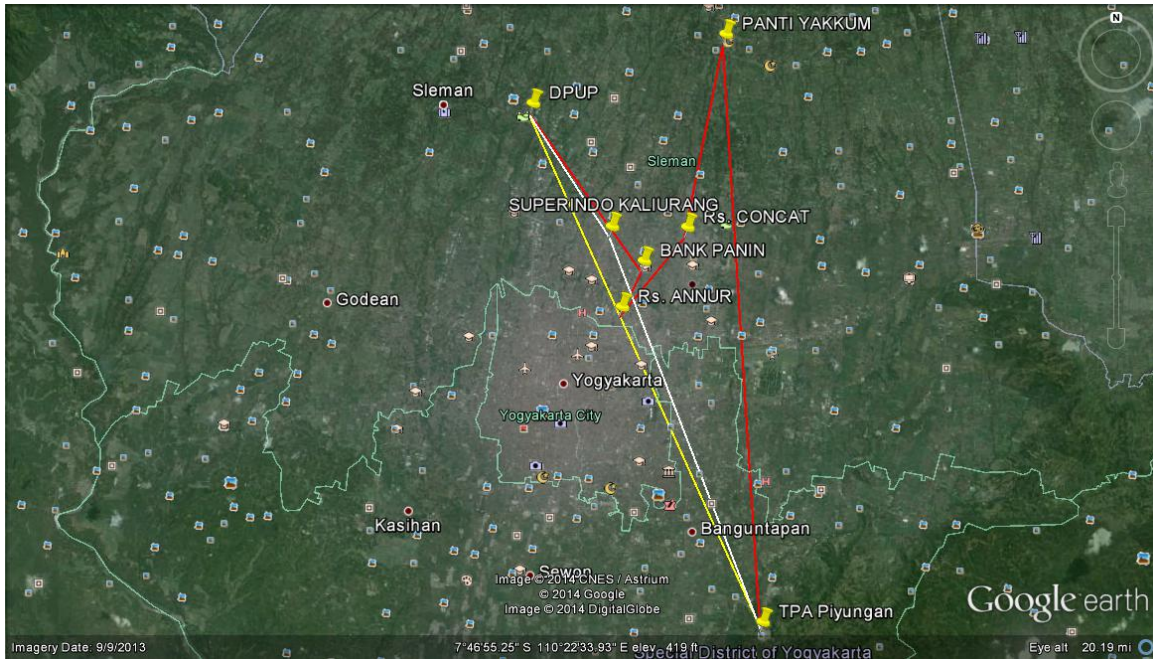 N
PANTI YAKKUM
Sleman
DPUP
Sleman
SUPERINDO KALIURANG
Rs. CONCAT
BANK PANIN
Godean
Rs. ANNUR
H
Yogyakarta
Yogyakarta City
H
Kasihan
Banguntapan
Sewon
Image © 2014 CNES / Astrium
© 2014 Google
Image © 2014 DigitalGlobe
Google earth
TPA Piyungan
Imagery Date: 9/9/2013
7°46'55.25" S 110°22'33.93" E elev 419 ft
Special District of Yogyakarta
Eye alt 20.19 mi